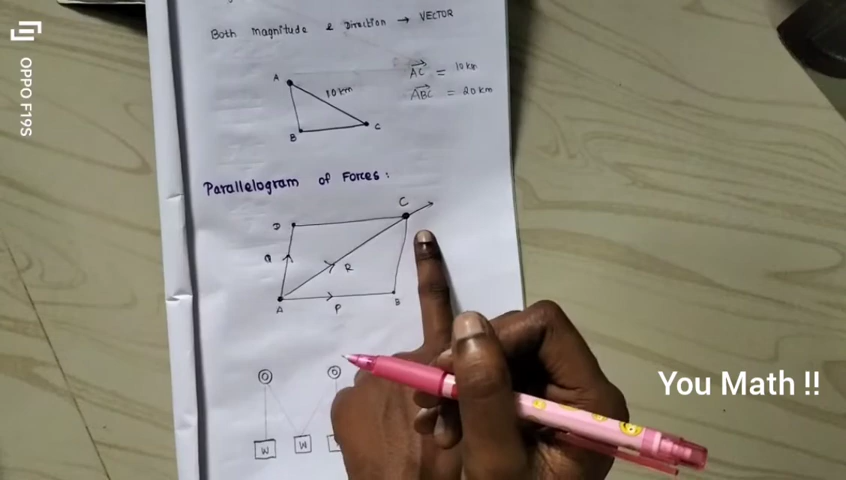 Both magnitude & Direction → VECTOR
A
10 km
B
C
AC = 10 km
ABC = 20 km
Parallelogram of Forces:
D
C
Q
R
A
P
B
O
O
W
W
OPPO F19S
You Math !!